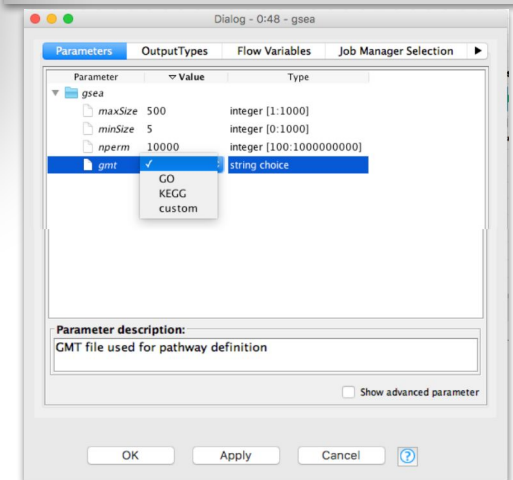 Dialog - 0:48 - gsea
Parameters OutputTypes Flow Variables Job Manager Selection
Parameter Value Type
gsea
maxSize 500 integer [1:1000]
minSize 5 integer [0:1000]
nperm 10000 integer [100:1000000000]
gmt ✓ string choice
GO
KEGG
custom
Parameter description:
GMT file used for pathway definition
Show advanced parameter
OK Apply Cancel ?